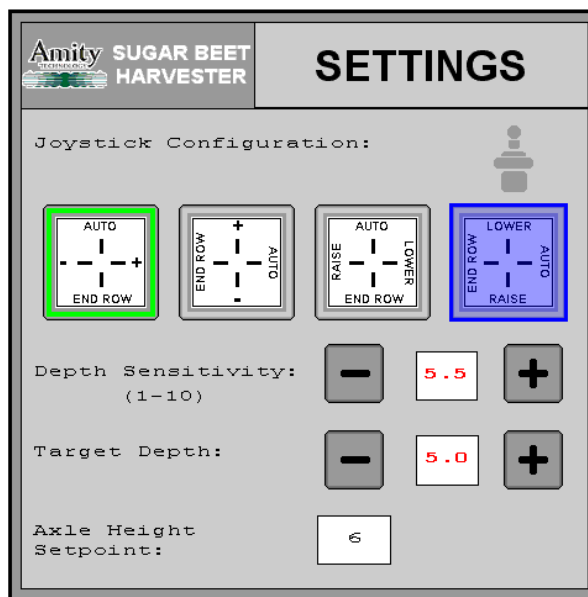 Amity
TECHNOLOGY
SUGAR BEET
HARVESTER
SETTINGS
Joystick Configuration:
AUTO
- +
END ROW
+
END ROW
AUTO
-
AUTO
RAISE
LOWER
END ROW
LOWER
END ROW
AUTO
RAISE
Depth Sensitivity: - 5.5 +
(1-10)
Target Depth: - 5.0 +
Axle Height
Setpoint: 6